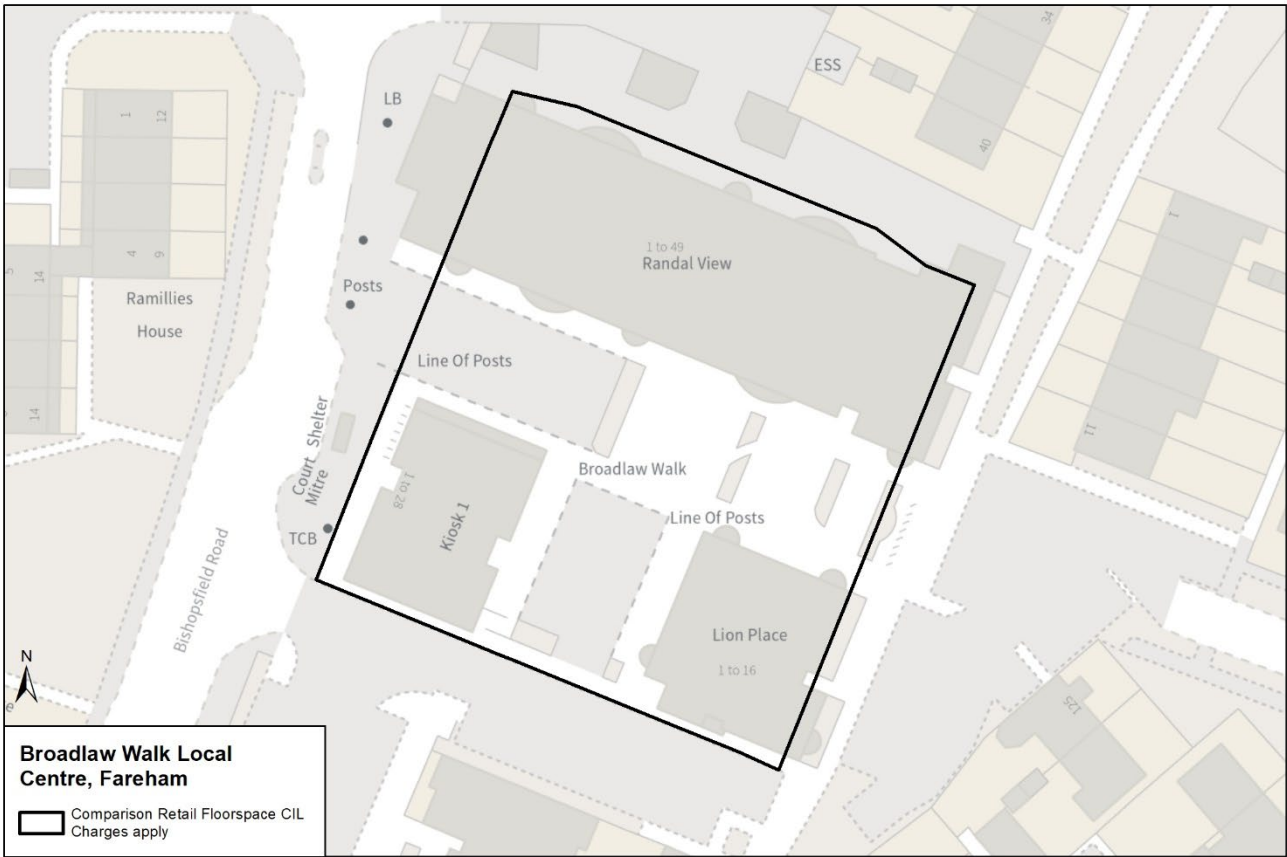 34
ESS
LB
1
12
40
1
1 to 49
Randal View
4
9
5
14
Posts
Ramillies
House
Line Of Posts
14
11
Court Shelter
Mitre
1 to 28
Kiosk 1
Broadlaw Walk
Line Of Posts
TCB
Bishopsfield Road
Lion Place
1 to 16
N
125
Broadlaw Walk Local
Centre, Fareham
Comparison Retail Floorspace CIL
Charges apply